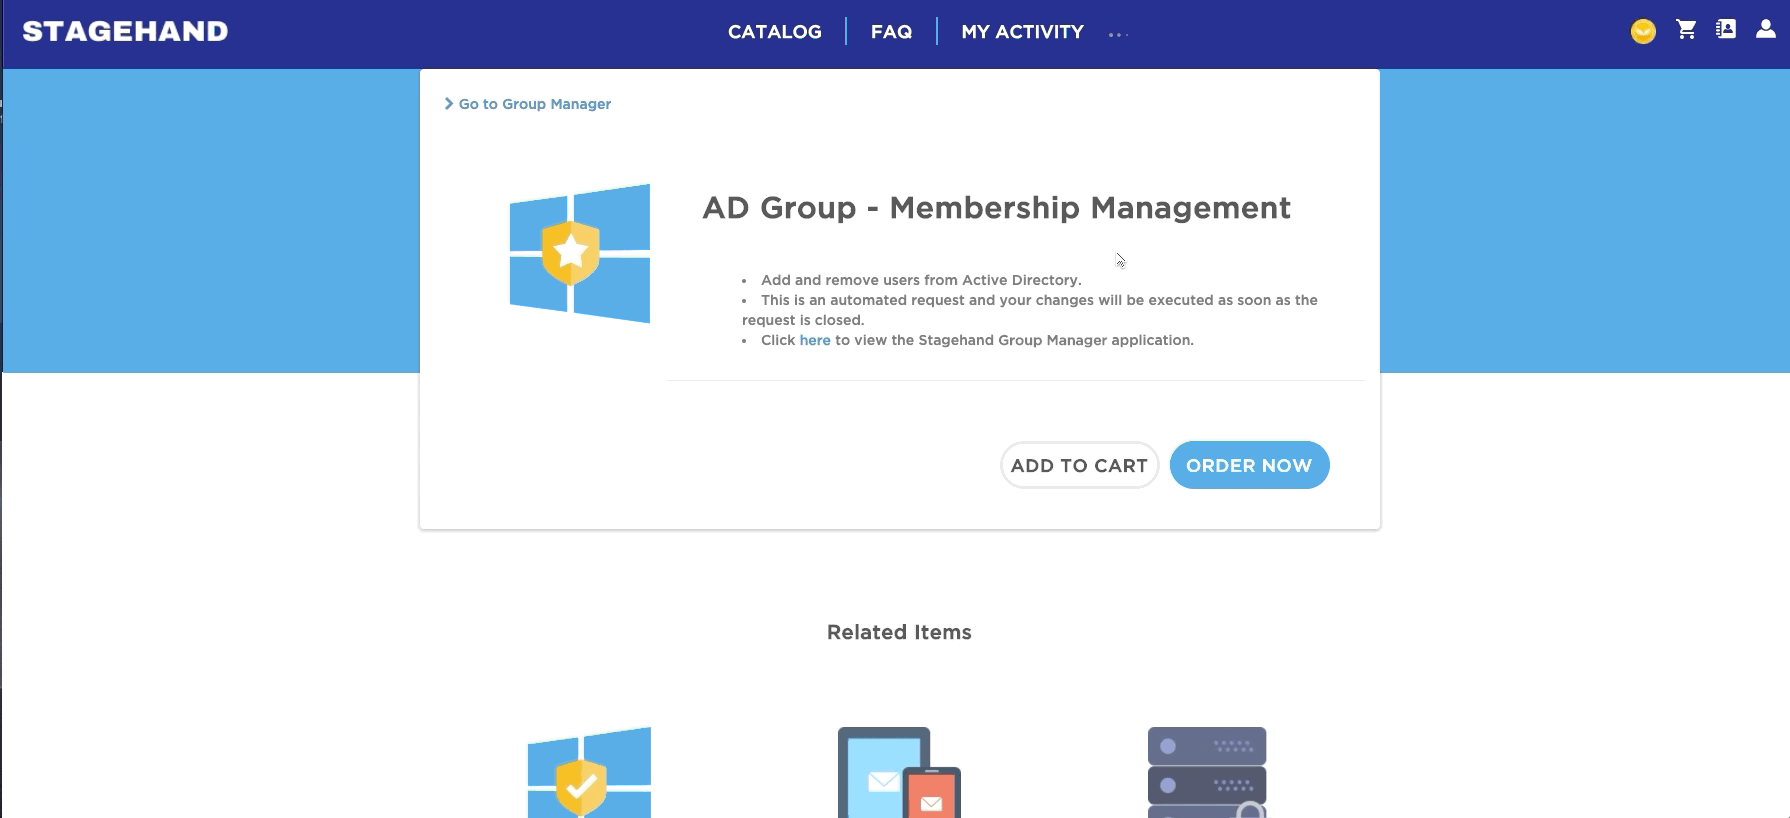 STAGEHAND
CATALOG
FAQ
MY ACTIVITY
...
Go to Group Manager
AD Group - Membership Management
• Add and remove users from Active Directory.
• This is an automated request and your changes will be executed as soon as the
request is closed.
• Click here to view the Stagehand Group Manager application.
ADD TO CART
ORDER NOW
Related Items